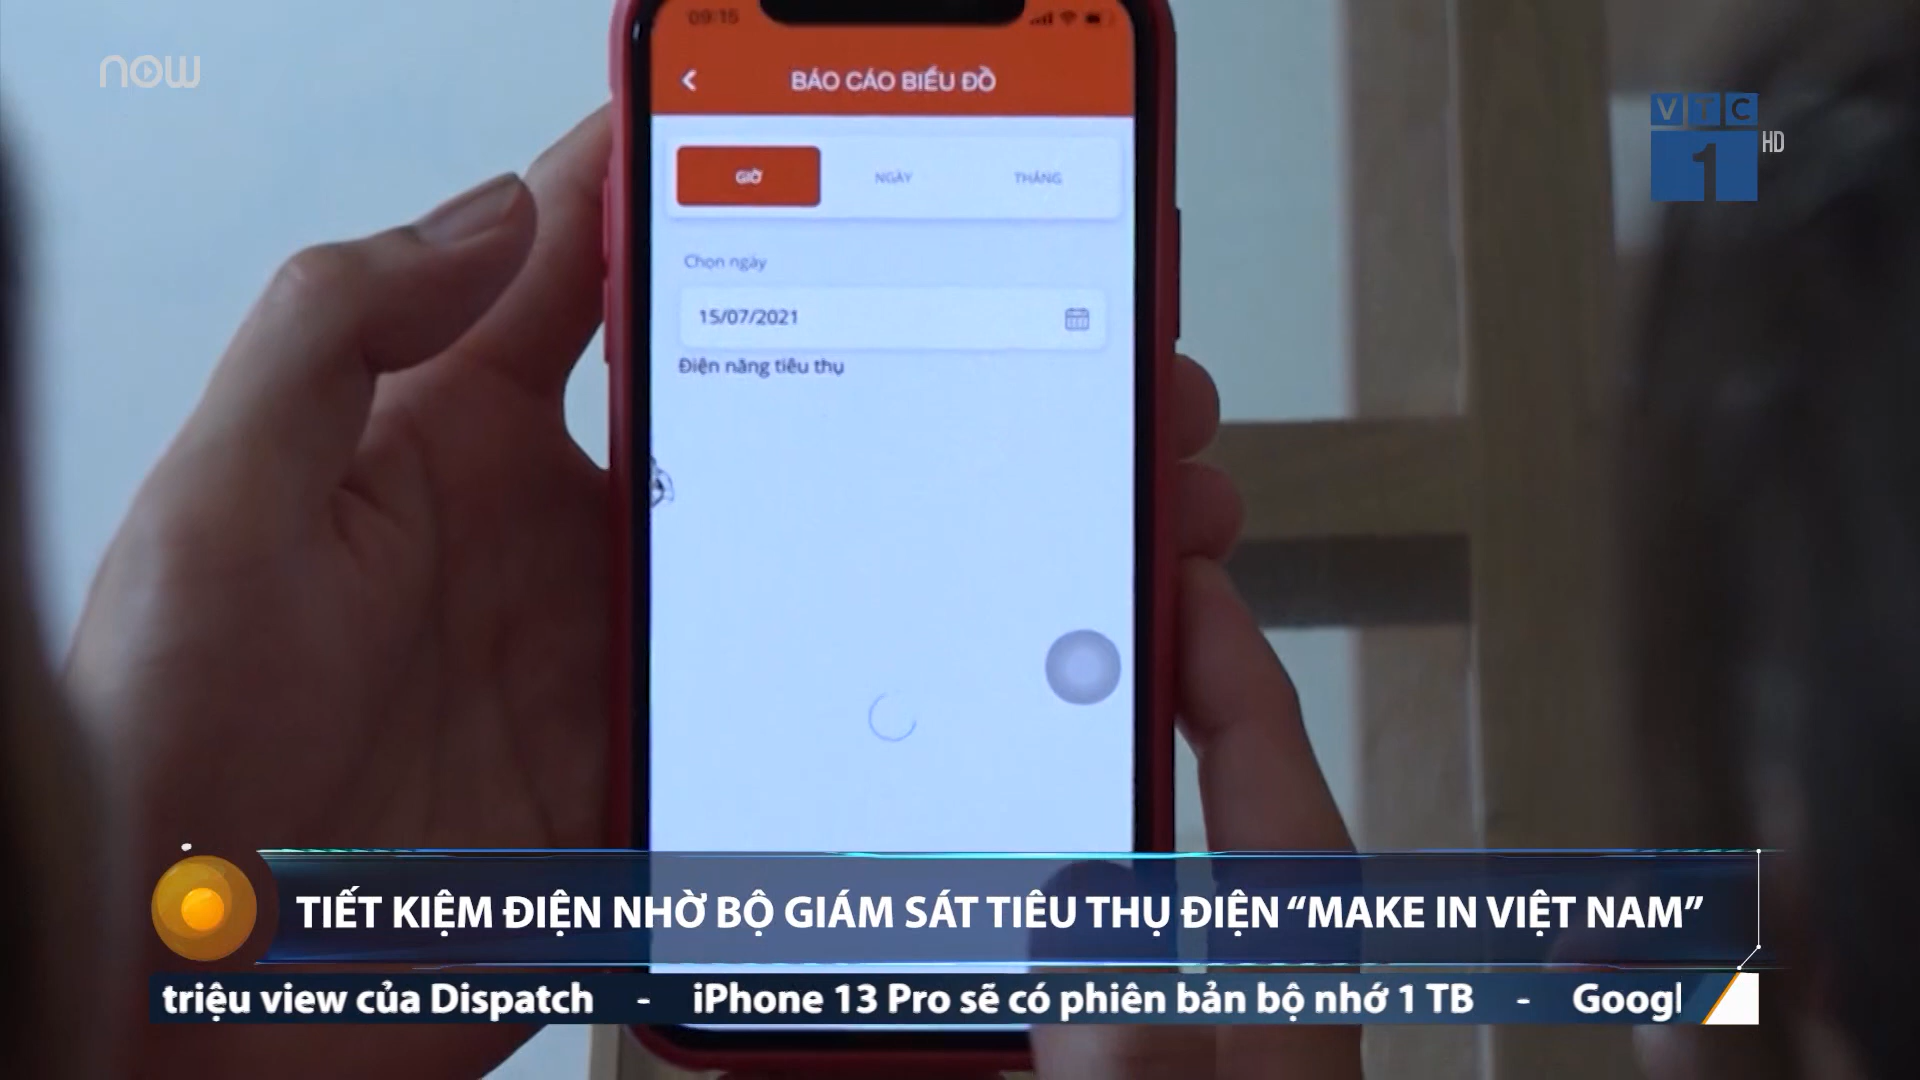 now
09:15
BÁO CÁO BIỂU ĐỒ
VTC
1
HD
GIỜ NGÀY THÁNG
Chọn ngày
15/07/2021
Điện năng tiêu thụ
TIẾT KIỆM ĐIỆN NHỜ BỘ GIÁM SÁT TIÊU THỤ ĐIỆN “MAKE IN VIỆT NAM”
triệu view của Dispatch - iPhone 13 Pro sẽ có phiên bản bộ nhớ 1 TB - Googl